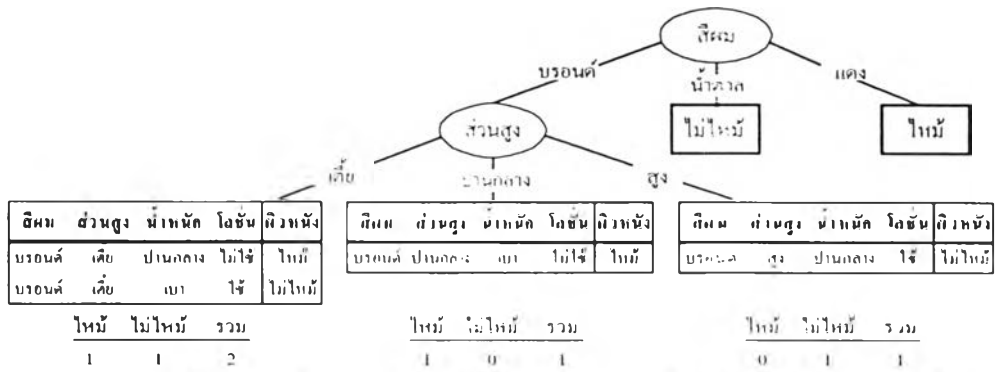 สีผม
บรอนด์ น้ำตาล แดง
ส่วนสูง ไม่ไหม้ ไหม้
เตี้ย ปานกลาง สูง
สีผม ส่วนสูง น้ำหนัก โลชั่น ผิวหนัง
บรอนด์ เตี้ย ปานกลาง ไม่ใช้ ไหม้
บรอนด์ เตี้ย เบา ใช้ ไม่ไหม้
ไหม้ ไม่ไหม้ รวม
1 1 2
สีผม ส่วนสูง น้ำหนัก โลชั่น ผิวหนัง
บรอนด์ ปานกลาง เบา ไม่ใช้ ไหม้
ไหม้ ไม่ไหม้ รวม
1 0 1
สีผม ส่วนสูง น้ำหนัก โลชั่น ผิวหนัง
บรอนด์ สูง ปานกลาง ใช้ ไม่ไหม้
ไหม้ ไม่ไหม้ รวม
0 1 1